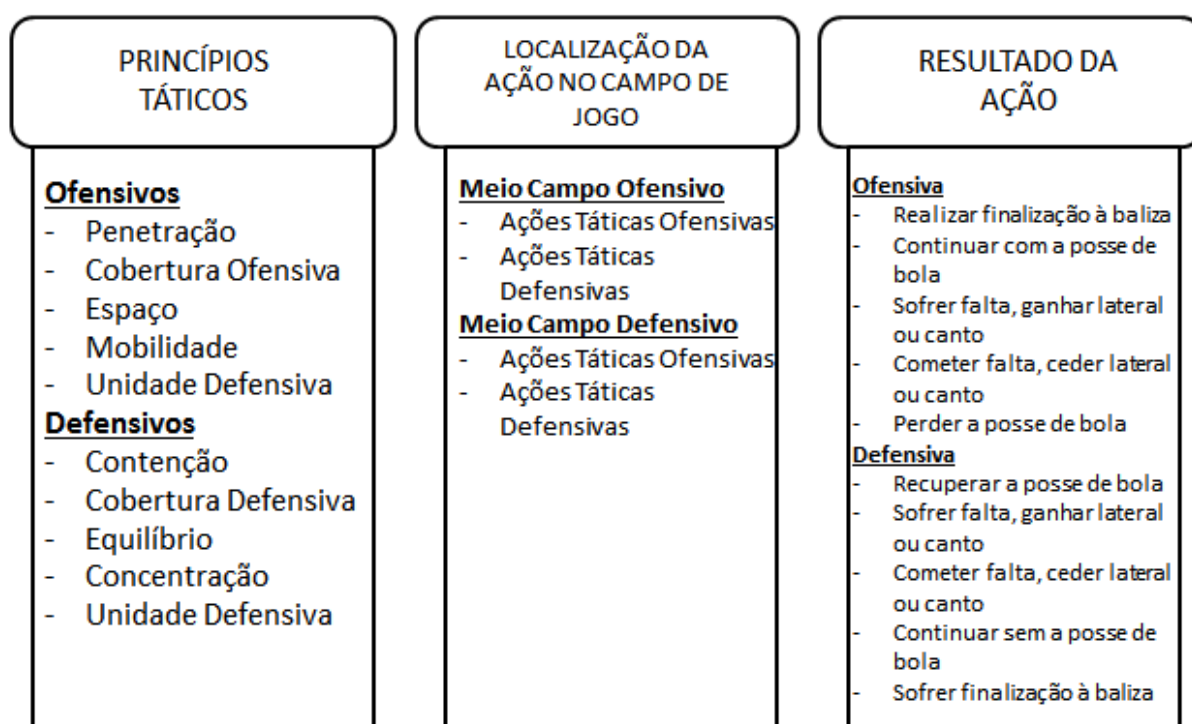 PRINCÍPIOS
TÁTICOS
Ofensivos
- Penetração
- Cobertura Ofensiva
- Espaço
- Mobilidade
- Unidade Defensiva
Defensivos
- Contenção
- Cobertura Defensiva
- Equilíbrio
- Concentração
- Unidade Defensiva
LOCALIZAÇÃO DA
AÇÃO NO CAMPO DE
JOGO
Meio Campo Ofensivo
- Ações Táticas Ofensivas
- Ações Táticas
Defensivas
Meio Campo Defensivo
- Ações Táticas Ofensivas
- Ações Táticas
Defensivas
RESULTADO DA
AÇÃO
Ofensiva
- Realizar finalização à baliza
- Continuar com a posse de
bola
- Sofrer falta, ganhar lateral
ou canto
- Cometer falta, ceder lateral
ou canto
- Perder a posse de bola
Defensiva
- Recuperar a posse de bola
- Sofrer falta, ganhar lateral
ou canto
- Cometer falta, ceder lateral
ou canto
- Continuar sem a posse de
bola
- Sofrer finalização à baliza